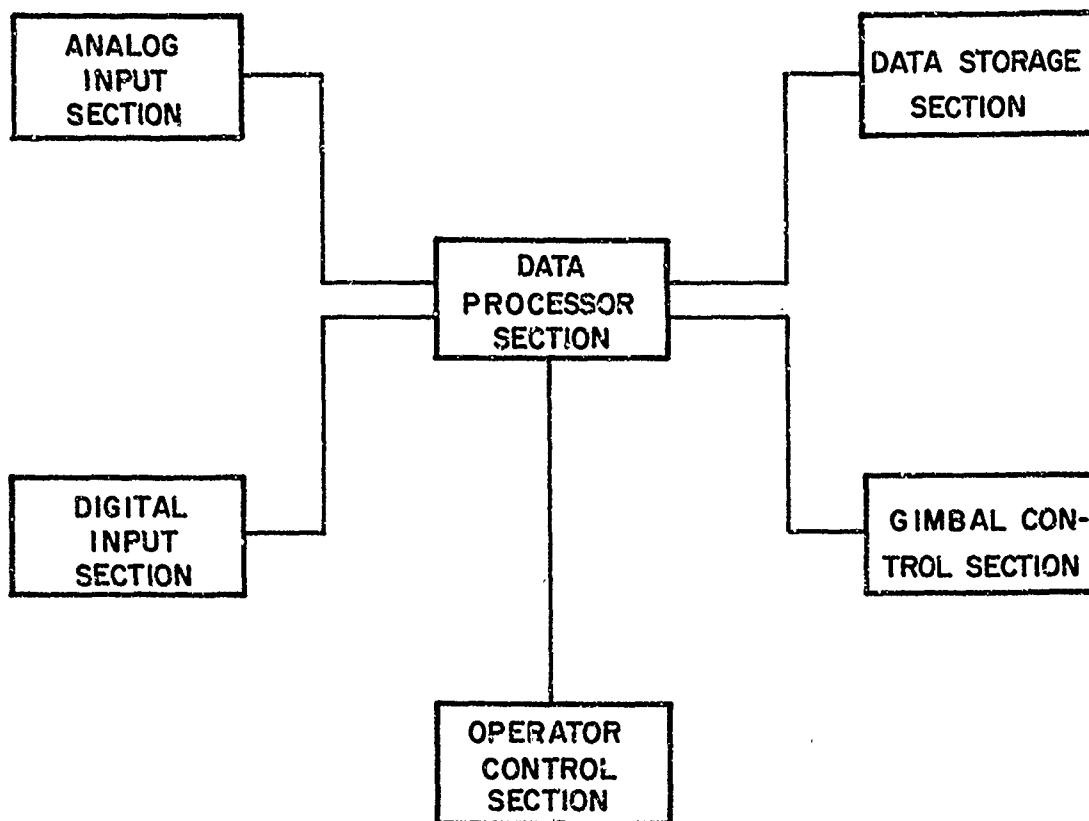 ANALOG
INPUT
SECTION
DATA STORAGE
SECTION
DATA
PROCESSOR
SECTION
DIGITAL
INPUT
SECTION
GIMBAL CON-
TROL SECTION
OPERATOR
CONTROL
SECTION